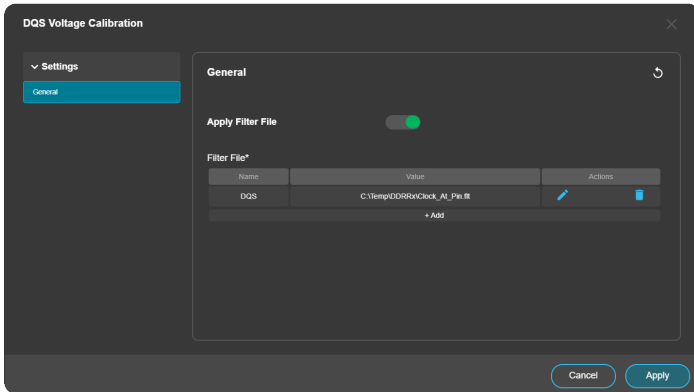 DQS Voltage Calibration
Settings
General
General
Apply Filter File
Filter File*
Name Value Actions
DQS C:\Temp\DDRRx\Clock_At_Pin.flt
+ Add
Cancel Apply